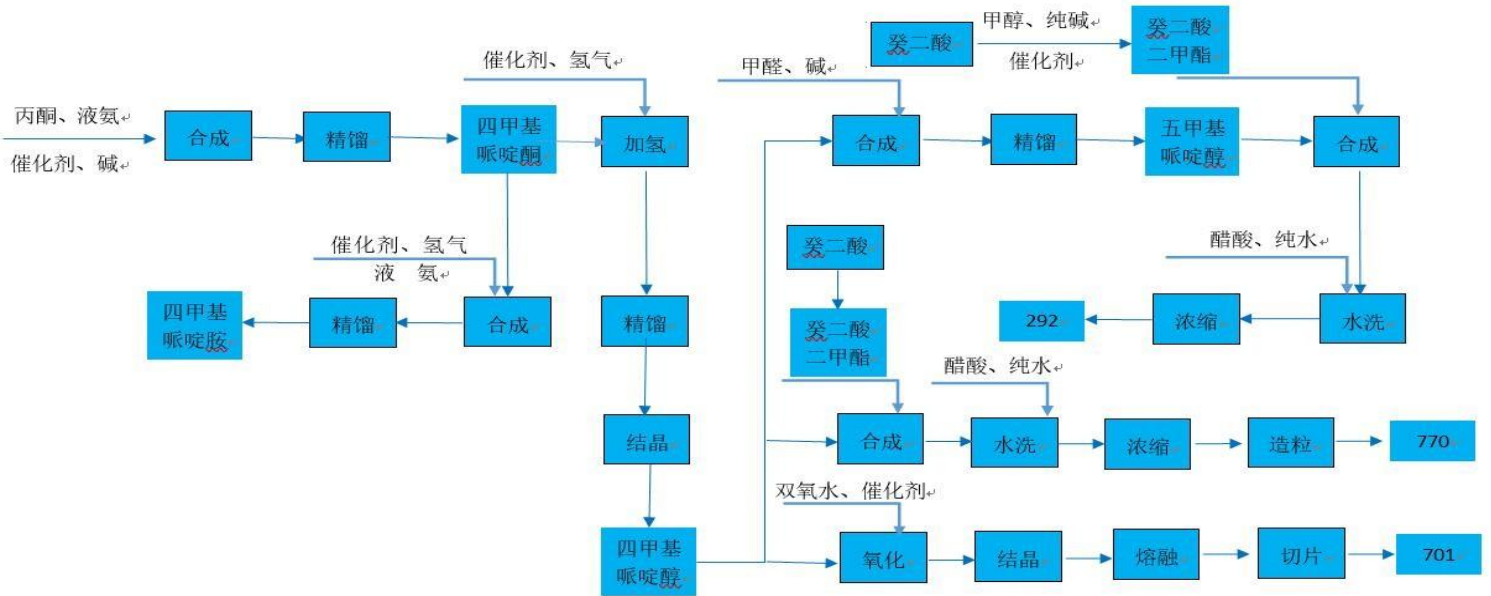 癸二酸
甲醇、纯碱
催化剂
癸二酸
二甲酯
催化剂、氢气
甲醛、碱
丙酮、液氨
催化剂、碱
合成
精馏
四甲基
哌啶酮
加氢
合成
精馏
五甲基
哌啶醇
合成
催化剂、氢气
液 氨
四甲基
哌啶胺
精馏
合成
精馏
癸二酸
癸二酸
二甲酯
醋酸、纯水
292
浓缩
水洗
醋酸、纯水
结晶
合成
水洗
浓缩
造粒
770
双氧水、催化剂
四甲基
哌啶醇
氧化
结晶
熔融
切片
701